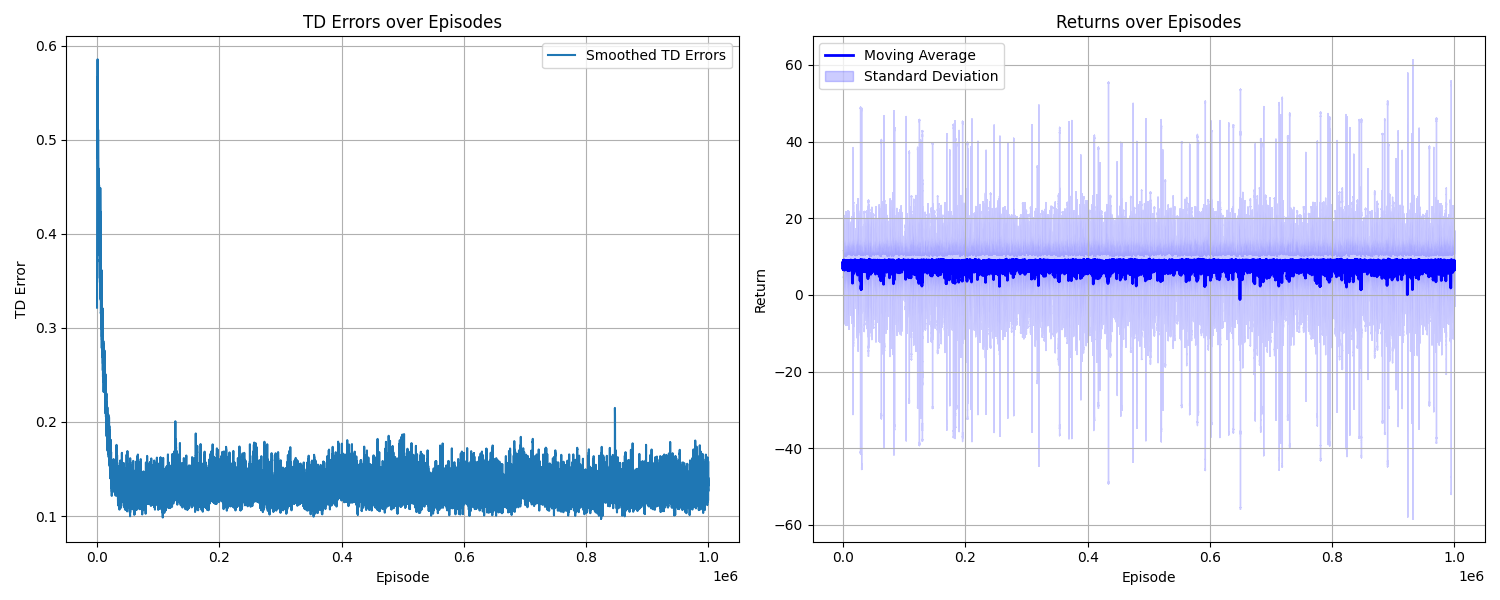 TD Errors over Episodes
Smoothed TD Errors
0.6
0.5
0.4
0.3
0.2
0.1
TD Error
0.0
0.2
0.4
0.6
0.8
1.0
1e6
Episode
Returns over Episodes
Moving Average
Standard Deviation
60
40
20
0
−20
−40
−60
Return
0.0
0.2
0.4
0.6
0.8
1.0
1e6
Episode